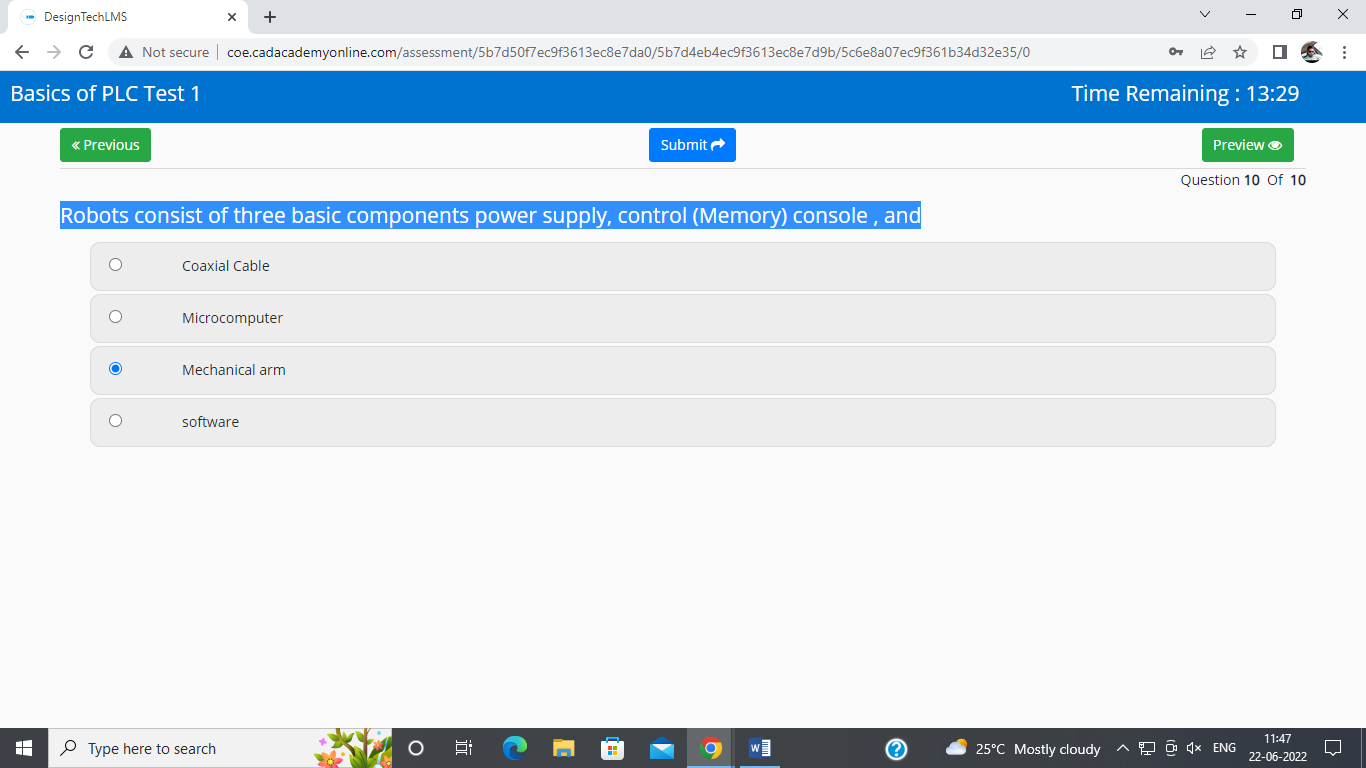 DesignTechLMS
Not secure
coe.cadacademyonline.com/assessment/5b7d50f7ec9f3613ec8e7da0/5b7d4eb4ec9f3613ec8e7d9b/5c6e8a07ec9f361b34d32e35/0
Basics of PLC Test 1
Time Remaining : 13:29
« Previous
Submit
Preview
Question 10 Of 10
Robots consist of three basic components power supply, control (Memory) console , and
Coaxial Cable
Microcomputer
Mechanical arm
software
Type here to search
25°C Mostly cloudy
ENG
11:47
22-06-2022